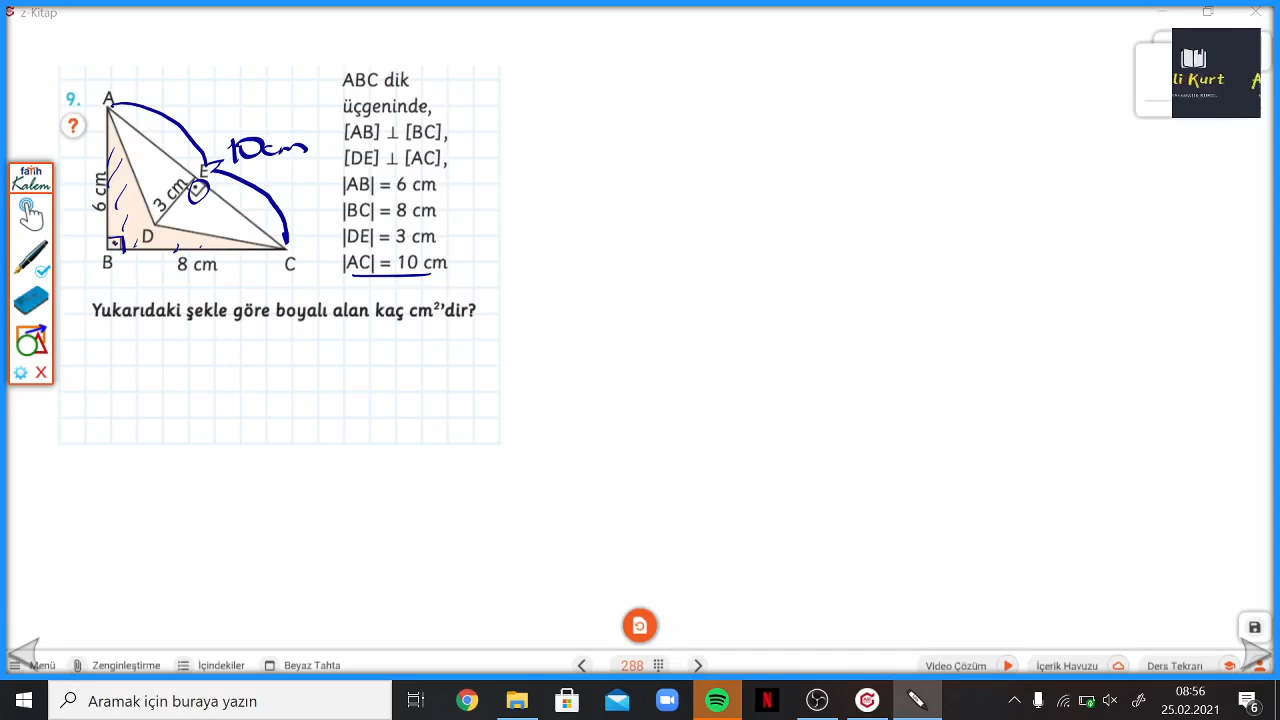 z-Kitap
li Kurt
9.
?
A
10cm
E
6 cm
3 cm
D
B
8 cm
C
ABC dik
üçgeninde,
[AB] ⊥ [BC],
[DE] ⊥ [AC],
|AB| = 6 cm
|BC| = 8 cm
|DE| = 3 cm
|AC| = 10 cm
Yukarıdaki şekle göre boyalı alan kaç cm²'dir?
fatih
Kalem
Menü
Zenginleştirme
İçindekiler
Beyaz Tahta
288
Video Çözüm
İçerik Havuzu
Ders Tekrarı
Aramak için buraya yazın
08:56
25.02.2021
6